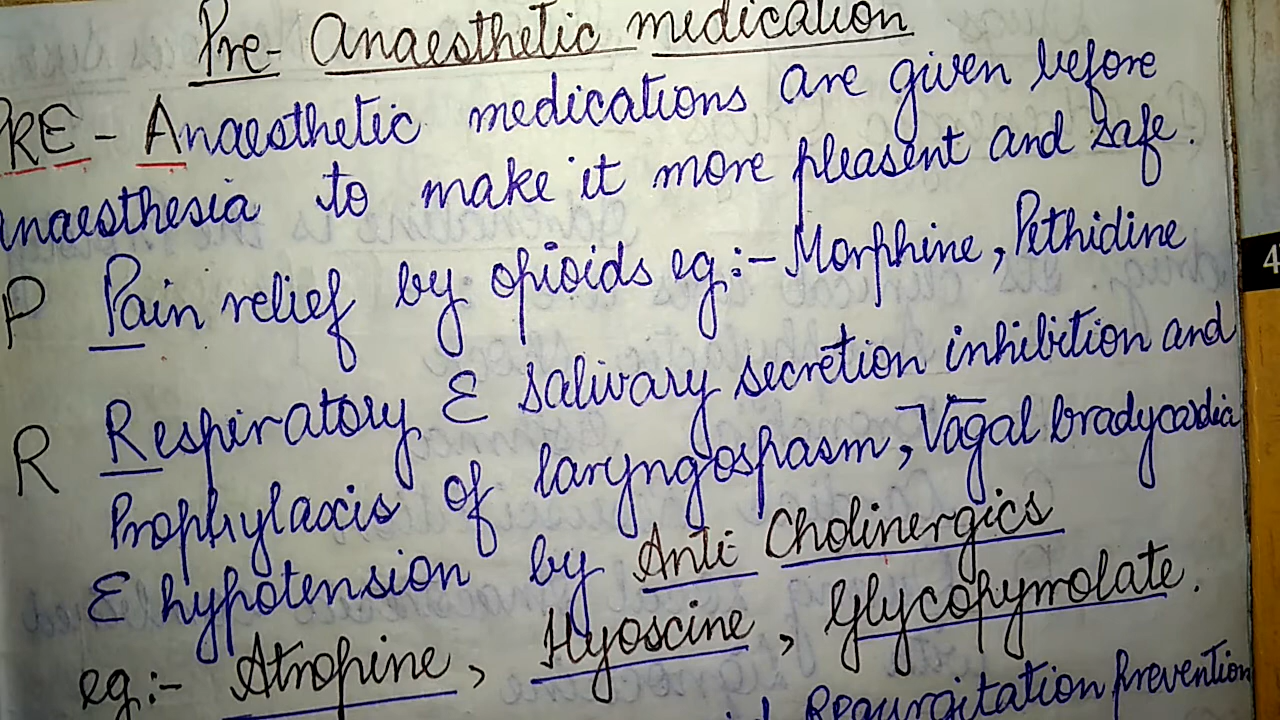 Pre- Anaesthetic medication
PRE - Anaesthetic medications are given before
anaesthesia to make it more pleasent and safe.
P Pain relief by opioids eg:- Morphine, Pethidine
R Respiratory & salivary secretion inhibition and
Prophylaxis of laryngospasm, Vagal bradycardia
& hypotension by Anti Cholinergics
eg:- Atropine, Hyoscine, Glycopyrrolate.
Regurgitation prevention
4